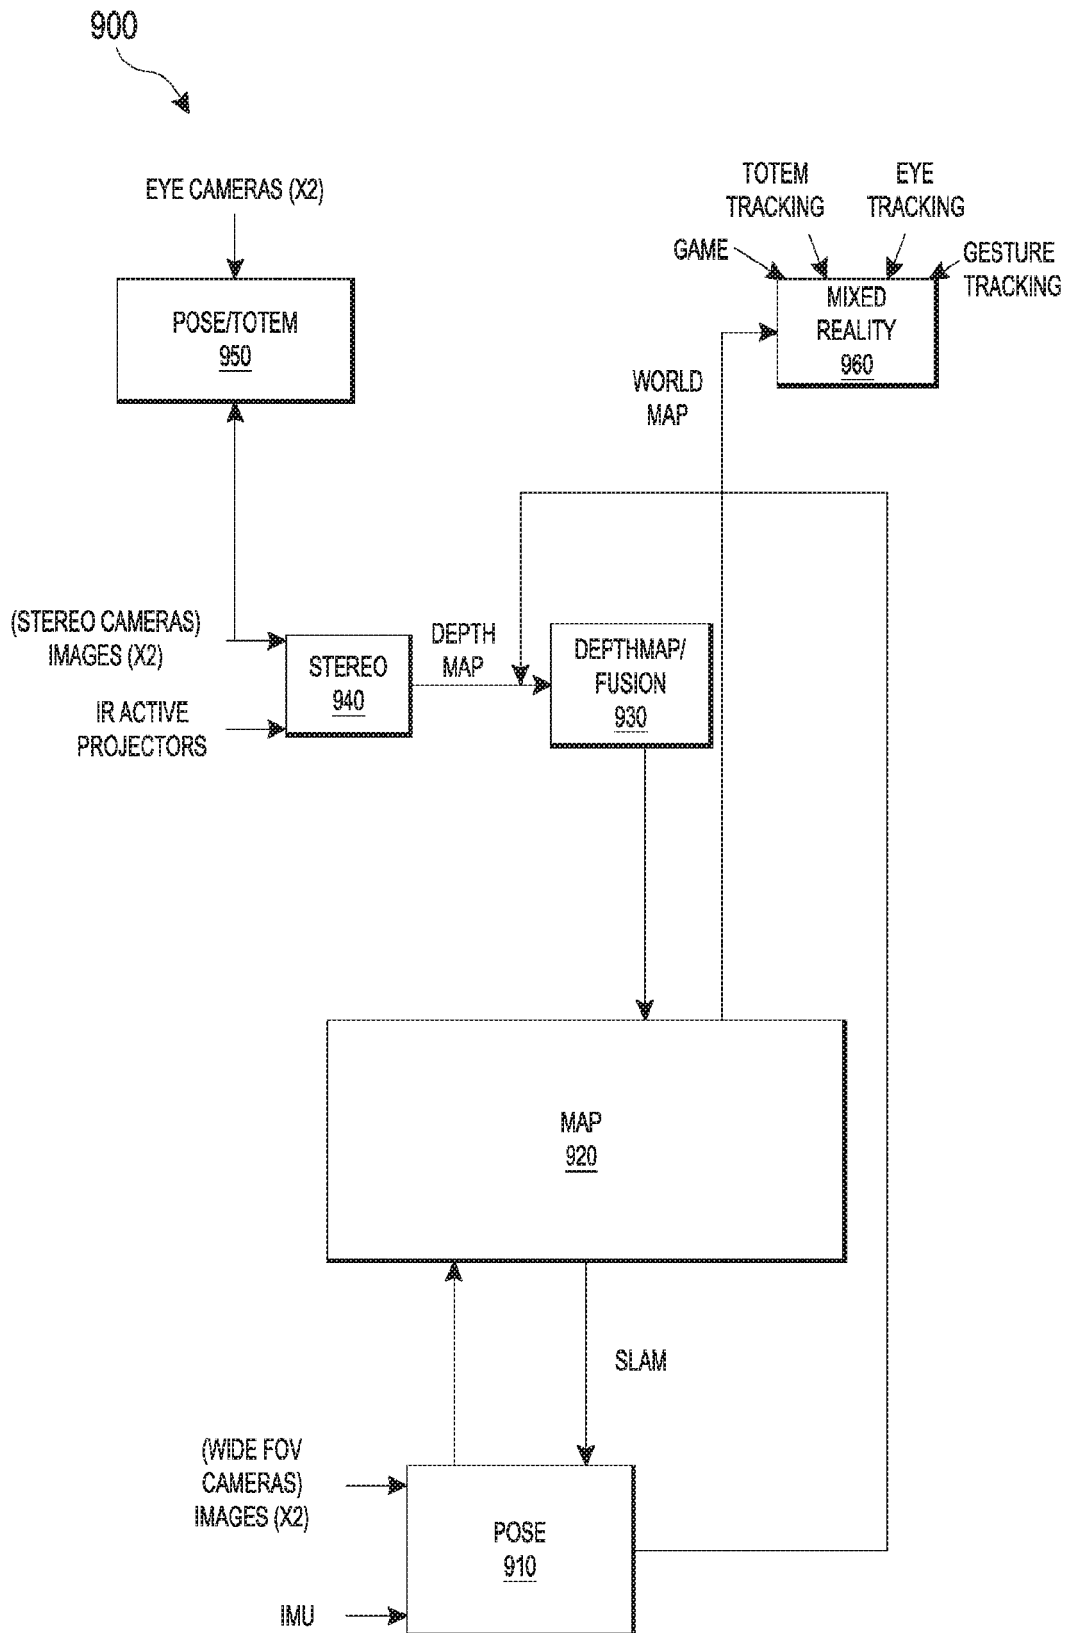 900
EYE CAMERAS (X2)
POSE/TOTEM
950
TOTEM
TRACKING
EYE
TRACKING
GAME
GESTURE
TRACKING
MIXED
REALITY
960
WORLD
MAP
(STEREO CAMERAS)
IMAGES (X2)
IR ACTIVE
PROJECTORS
STEREO
940
DEPTH
MAP
DEPTHMAP/
FUSION
930
MAP
920
SLAM
(WIDE FOV
CAMERAS)
IMAGES (X2)
IMU
POSE
910